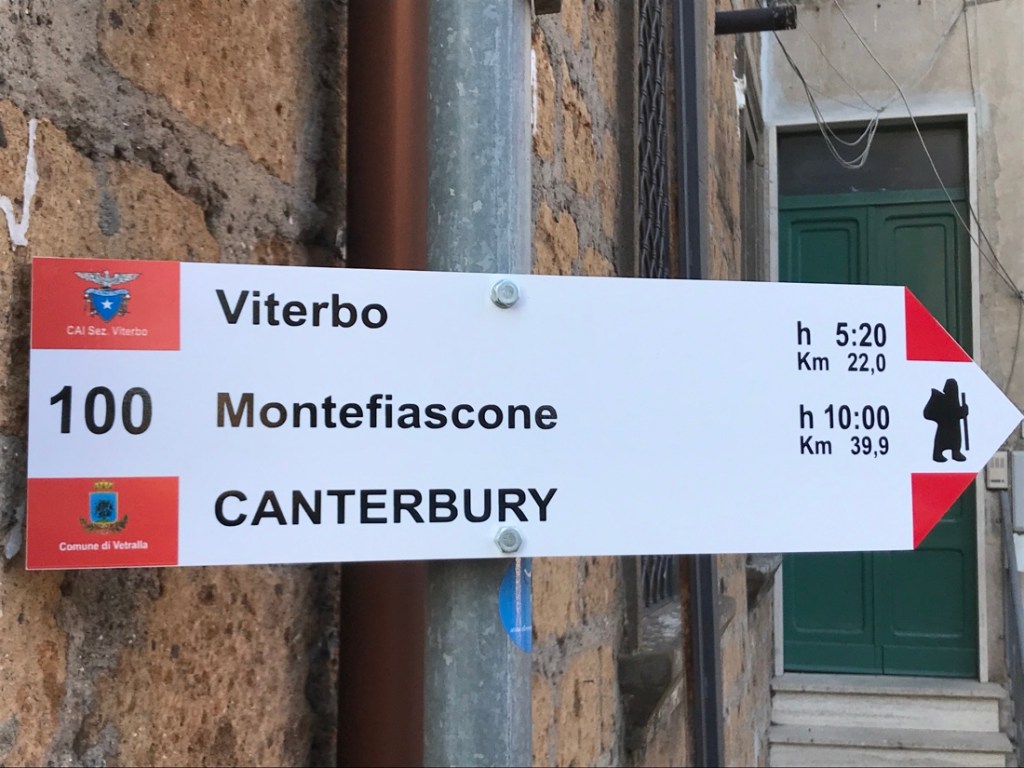 CAI Sez. Viterbo
Viterbo
h 5:20
Km 22,0
100
Montefiascone
h 10:00
Km 39,9
CANTERBURY
Comune di Vetralla